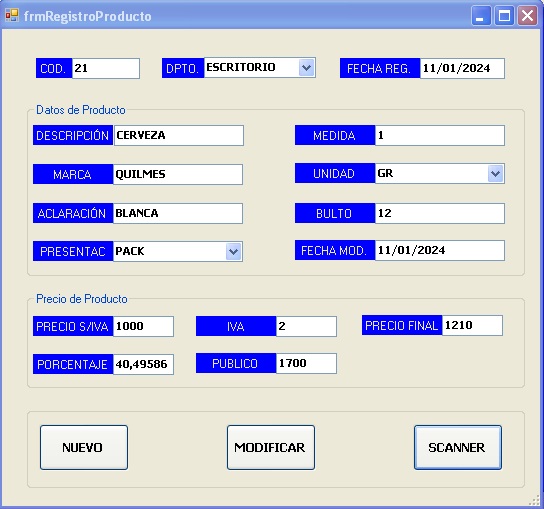 frmRegistroProducto
COD. 21 DPTO. ESCRITORIO FECHA REG. 11/01/2024
Datos de Producto
DESCRIPCIÓN CERVEZA MEDIDA 1
MARCA QUILMES UNIDAD GR
ACLARACIÓN BLANCA BULTO 12
PRESENTAC PACK FECHA MOD. 11/01/2024
Precio de Producto
PRECIO S/IVA 1000 IVA 2 PRECIO FINAL 1210
PORCENTAJE 40,49586 PUBLICO 1700
NUEVO MODIFICAR SCANNER